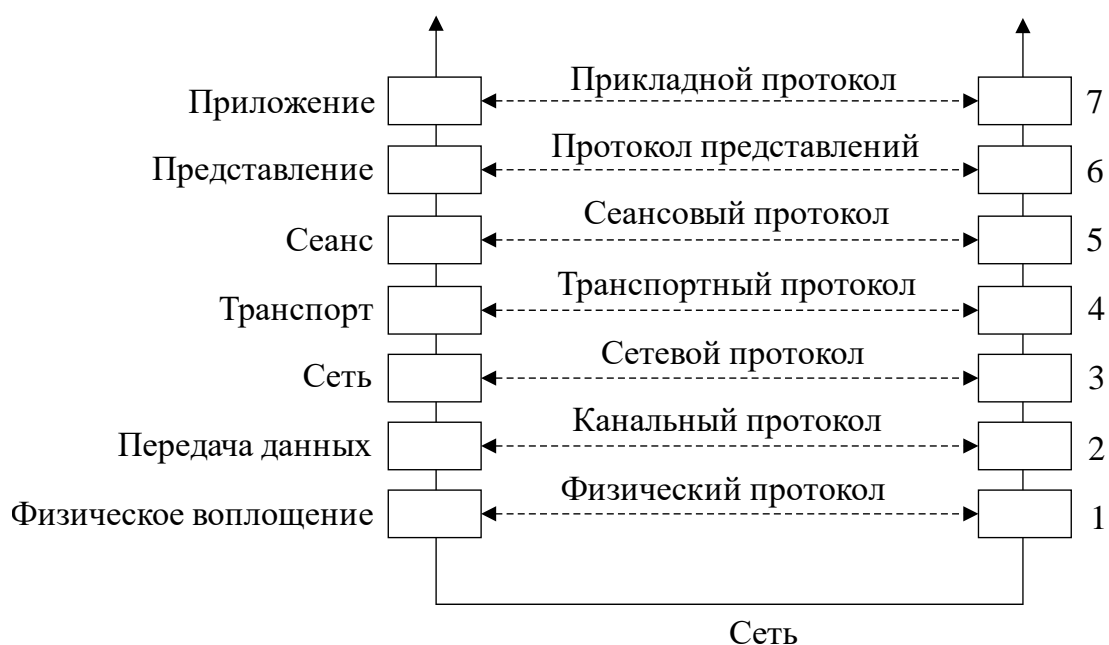 Приложение Прикладной протокол 7
Представление Протокол представлений 6
Сеанс Сеансовый протокол 5
Транспорт Транспортный протокол 4
Сеть Сетевой протокол 3
Передача данных Канальный протокол 2
Физическое воплощение Физический протокол 1
Сеть